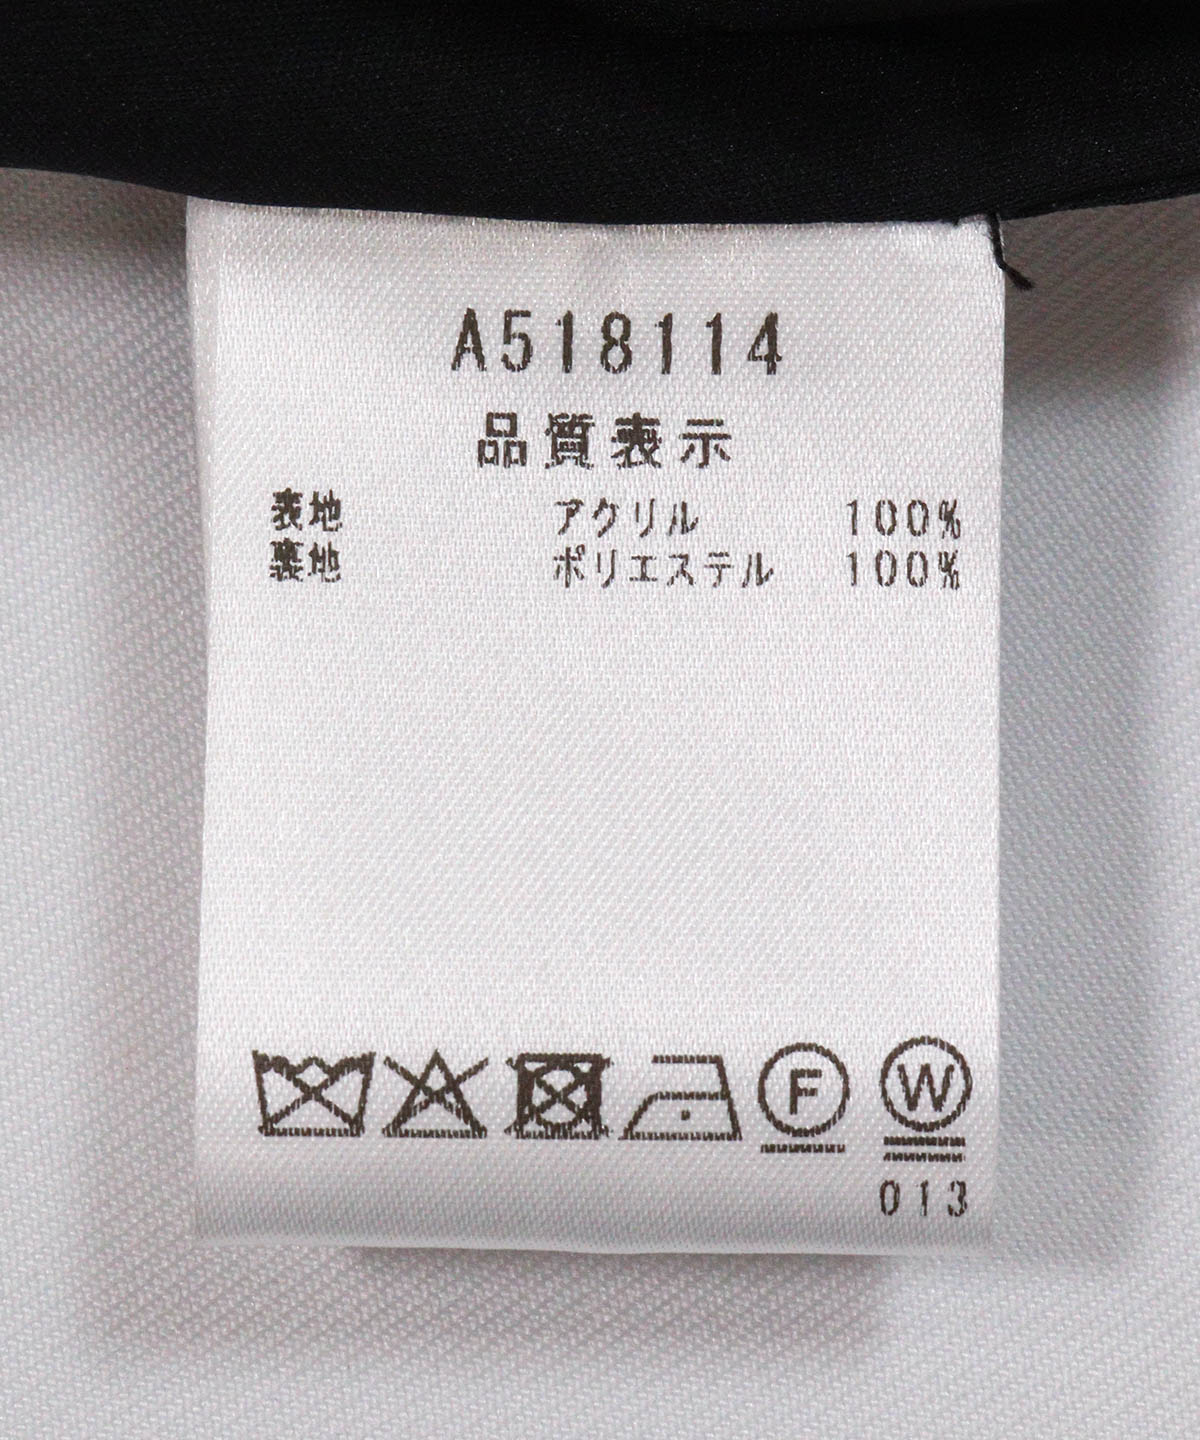 A518114
品質表示
表地 アクリル 100%
裏地 ポリエステル 100%
F W
013